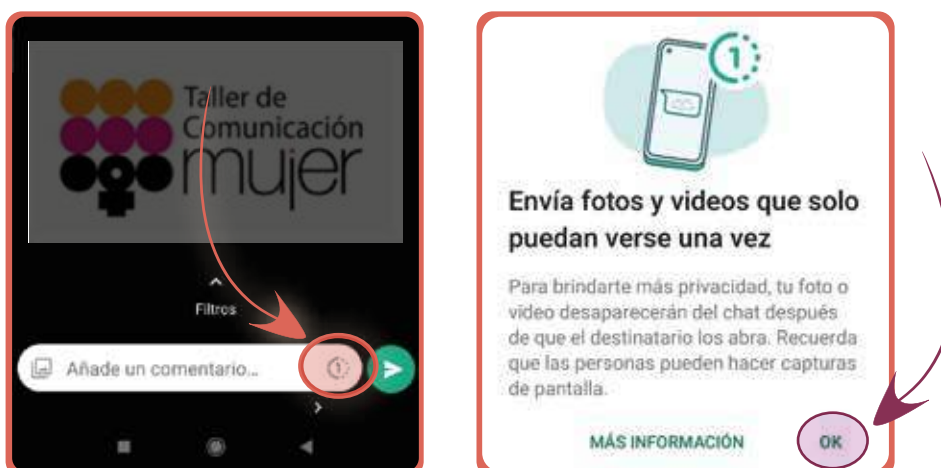 Taller de
Comunicación
mujer
Filtros
Añade un comentario...
1
1
Envía fotos y videos que solo
puedan verse una vez
Para brindarte más privacidad, tu foto o
video desaparecerán del chat después
de que el destinatario los abra. Recuerda
que las personas pueden hacer capturas
de pantalla.
MÁS INFORMACIÓN
OK